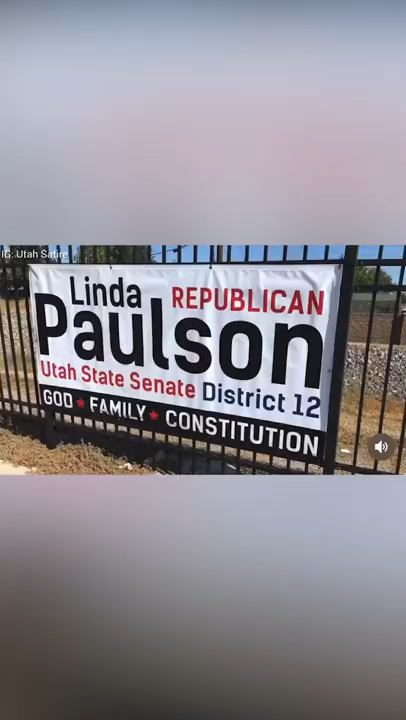 IG: Utah Satire
Linda
REPUBLICAN
Paulson
Utah State Senate District 12
GOD ★ FAMILY ★ CONSTITUTION